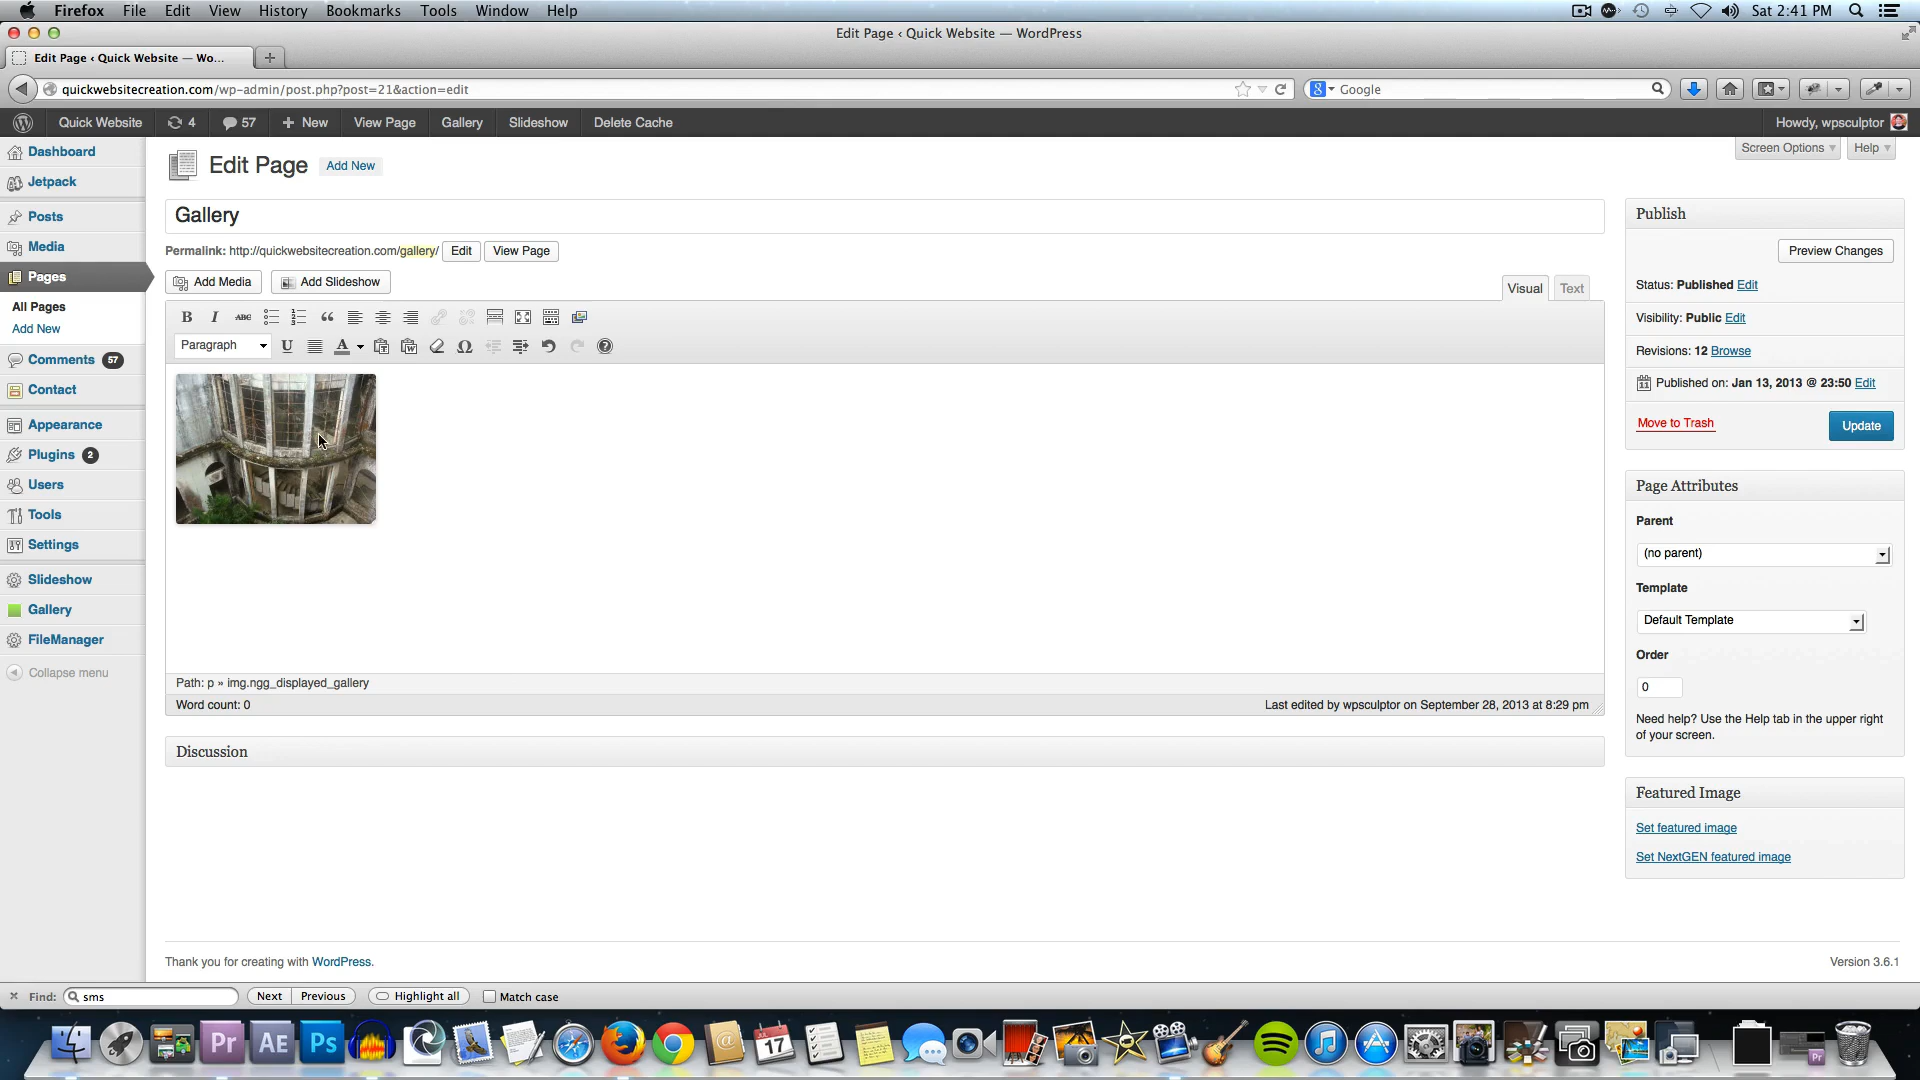 Firefox File Edit View History Bookmarks Tools Window Help Sat 2:41 PM
Edit Page ‹ Quick Website — WordPress
Edit Page ‹ Quick Website — Wo...
quickwebsitecreation.com/wp-admin/post.php?post=21&action=edit
Google
Quick Website 4 57 + New View Page Gallery Slideshow Delete Cache Howdy, wpsculptor
Dashboard
Jetpack
Posts
Media
Pages
All Pages
Add New
Comments 57
Contact
Appearance
Plugins 2
Users
Tools
Settings
Slideshow
Gallery
FileManager
Collapse menu
Screen Options Help
Edit Page Add New
Gallery
Permalink: http://quickwebsitecreation.com/gallery/ Edit View Page
Add Media Add Slideshow
Visual Text
B I ABC
Paragraph U A
Path: p » img.ngg_displayed_gallery
Word count: 0 Last edited by wpsculptor on September 28, 2013 at 8:29 pm
Discussion
Publish
Preview Changes
Status: Published Edit
Visibility: Public Edit
Revisions: 12 Browse
Published on: Jan 13, 2013 @ 23:50 Edit
Move to Trash Update
Page Attributes
Parent
(no parent)
Template
Default Template
Order
0
Need help? Use the Help tab in the upper right
of your screen.
Featured Image
Set featured image
Set NextGEN featured image
Thank you for creating with WordPress. Version 3.6.1
Find: sms Next Previous Highlight all Match case
Pr AE Ps 17 Pr